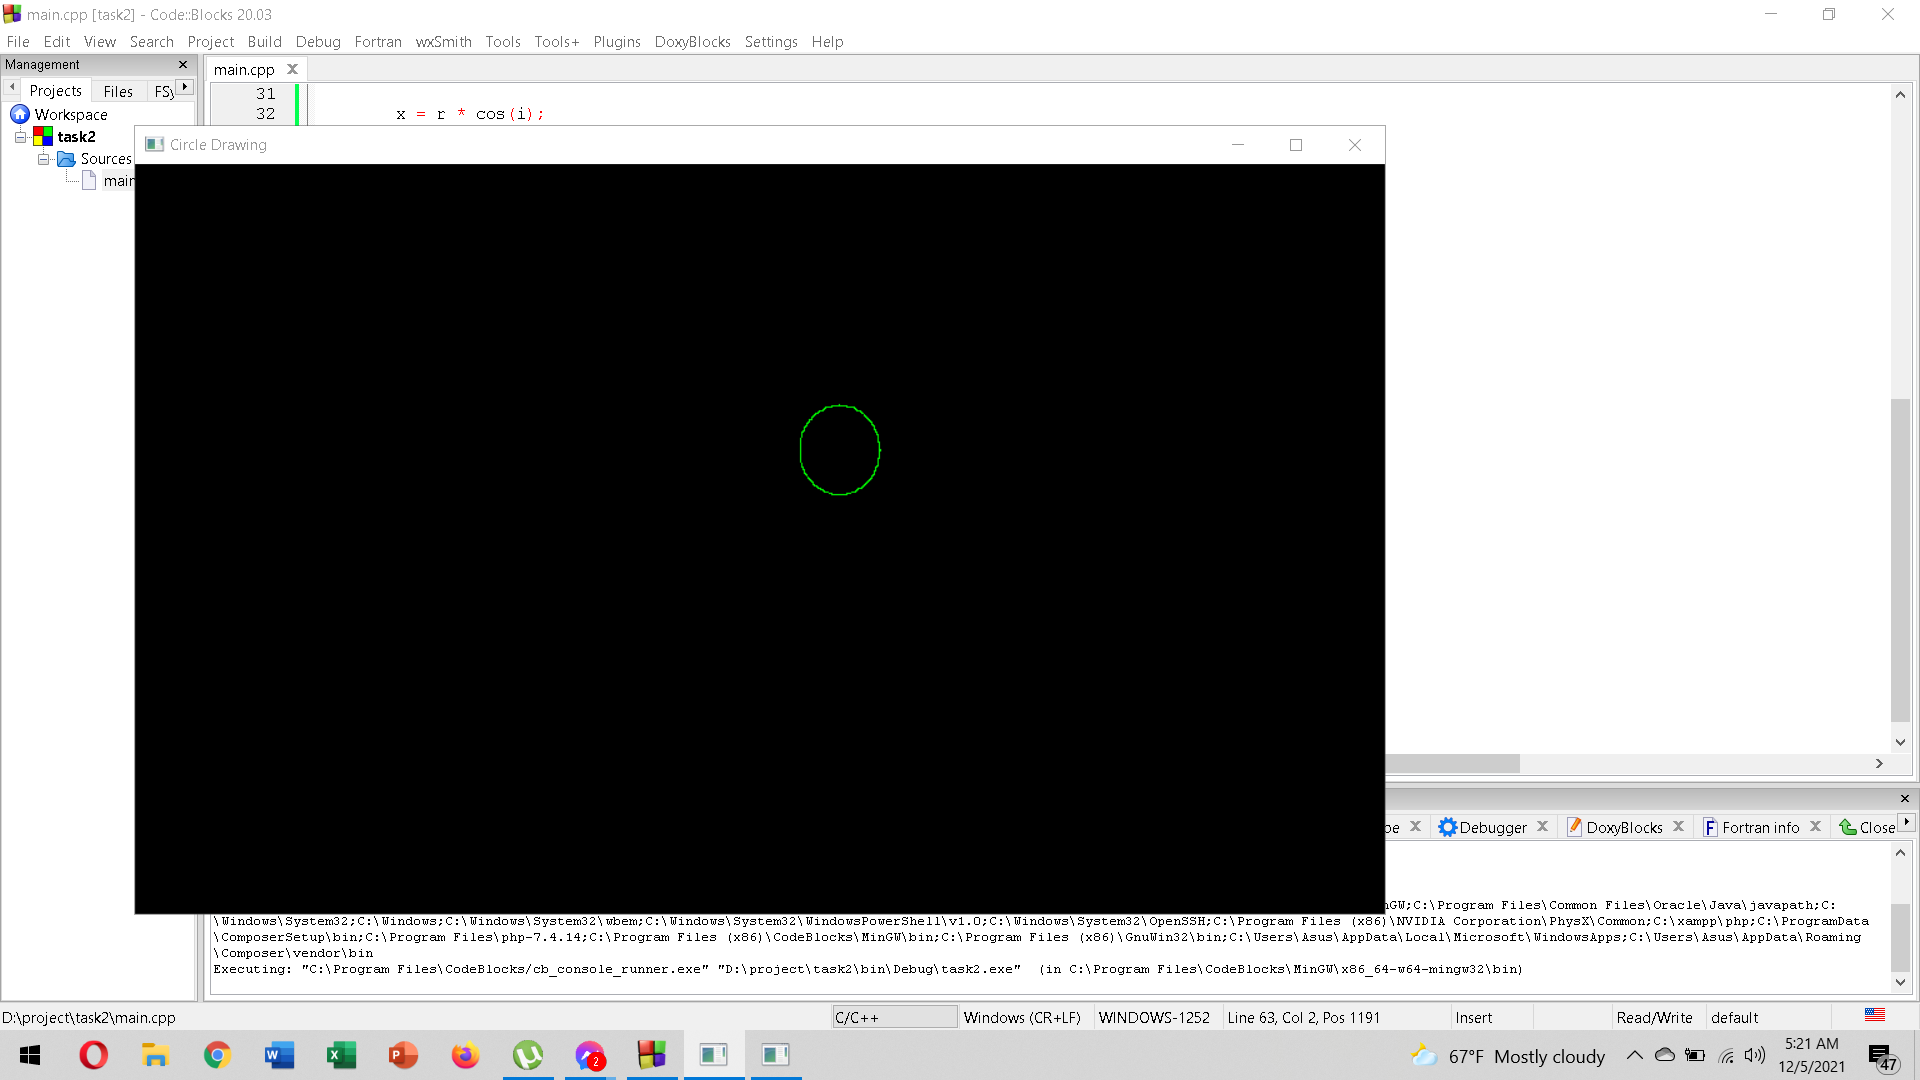 main.cpp [task2] - Code::Blocks 20.03
File Edit View Search Project Build Debug Fortran wxSmith Tools Tools+ Plugins DoxyBlocks Settings Help
Management
main.cpp
Projects Files FSy
31
Workspace
32 x = r * cos(i);
task2
Circle Drawing
Sources
main
pe Debugger DoxyBlocks Fortran info Close
nGW;C:\Program Files\Common Files\Oracle\Java\javapath;C:
\Windows\System32;C:\Windows;C:\Windows\System32\wbem;C:\Windows\System32\WindowsPowerShell\v1.0;C:\Windows\System32\OpenSSH;C:\Program Files (x86)\NVIDIA Corporation\PhysX\Common;C:\xampp\php;C:\ProgramData
\ComposerSetup\bin;C:\Program Files\php-7.4.14;C:\Program Files (x86)\CodeBlocks\MinGW\bin;C:\Program Files (x86)\GnuWin32\bin;C:\Users\Asus\AppData\Local\Microsoft\WindowsApps;C:\Users\Asus\AppData\Roaming
\Composer\vendor\bin
Executing: "C:\Program Files\CodeBlocks/cb_console_runner.exe" "D:\project\task2\bin\Debug\task2.exe"  (in C:\Program Files\CodeBlocks\MinGW\x86_64-w64-mingw32\bin)
D:\project\task2\main.cpp C/C++ Windows (CR+LF) WINDOWS-1252 Line 63, Col 2, Pos 1191 Insert Read/Write default
2
67°F Mostly cloudy
5:21 AM
12/5/2021
47